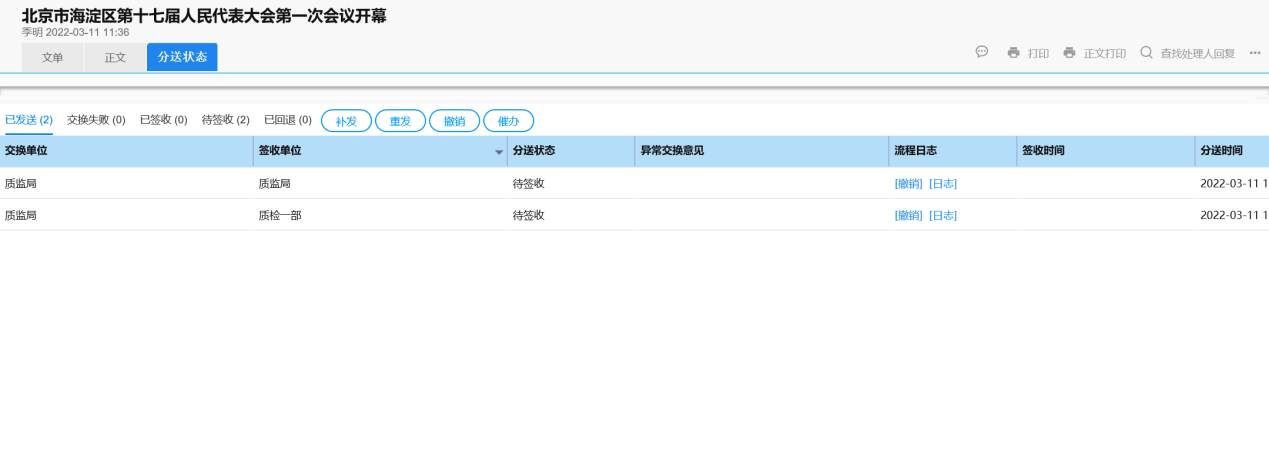 北京市海淀区第十七届人民代表大会第一次会议开幕
季明 2022-03-11 11:36
文单 正文 分送状态 打印 正文打印 查找处理人回复
已发送 (2) 交换失败 (0) 已签收 (0) 待签收 (2) 已回退 (0) 补发 重发 撤销 催办
交换单位 签收单位 分送状态 异常交换意见 流程日志 签收时间 分送时间
质监局 质监局 待签收 [撤销] [日志] 2022-03-11 1
质监局 质检一部 待签收 [撤销] [日志] 2022-03-11 1